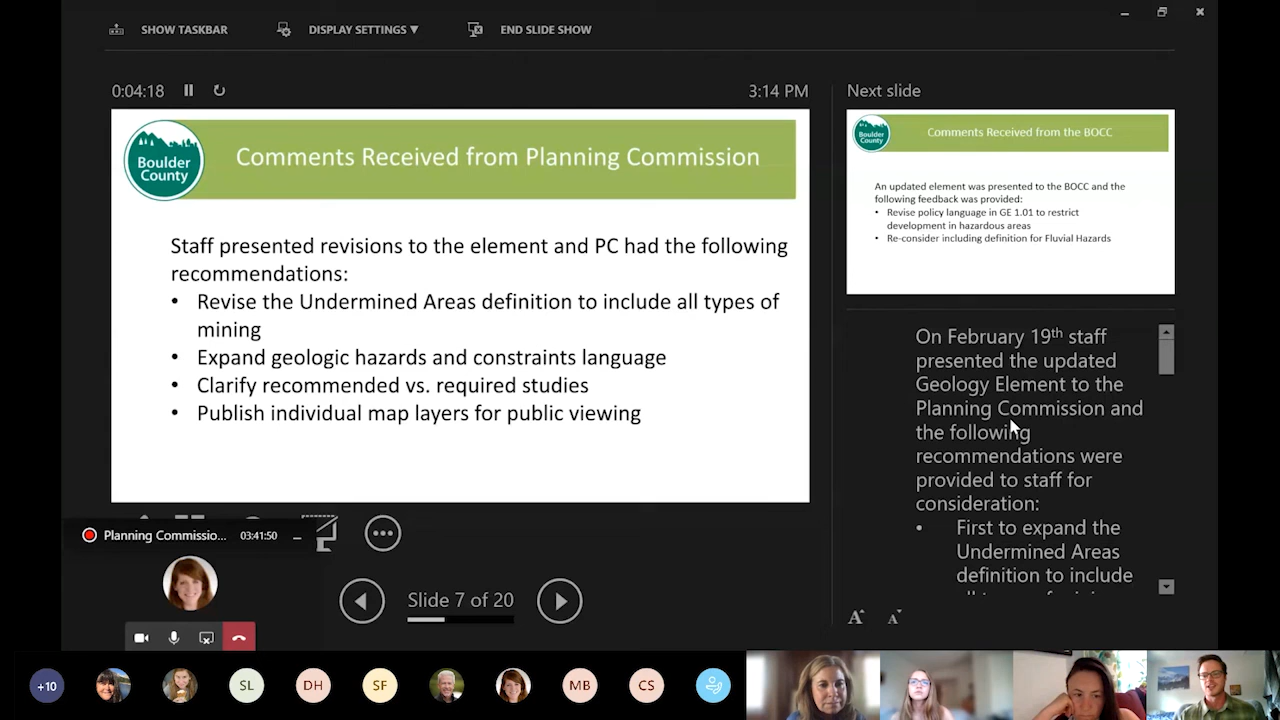 SHOW TASKBAR
DISPLAY SETTINGS ▼
END SLIDE SHOW
0:04:18
3:14 PM
Boulder
County
Comments Received from Planning Commission
Staff presented revisions to the element and PC had the following
recommendations:
• Revise the Undermined Areas definition to include all types of
mining
• Expand geologic hazards and constraints language
• Clarify recommended vs. required studies
• Publish individual map layers for public viewing
Next slide
Boulder
County
Comments Received from the BOCC
An updated element was presented to the BOCC and the
following feedback was provided:
• Revise policy language in GE 1.01 to restrict
development in hazardous areas
• Re-consider including definition for Fluvial Hazards
On February 19th staff
presented the updated
Geology Element to the
Planning Commission and
the following
recommendations were
provided to staff for
consideration:
• First to expand the
Undermined Areas
definition to include
Planning Commissio...
03:41:50
Slide 7 of 20
A A
+10
SL
DH
SF
MB
CS